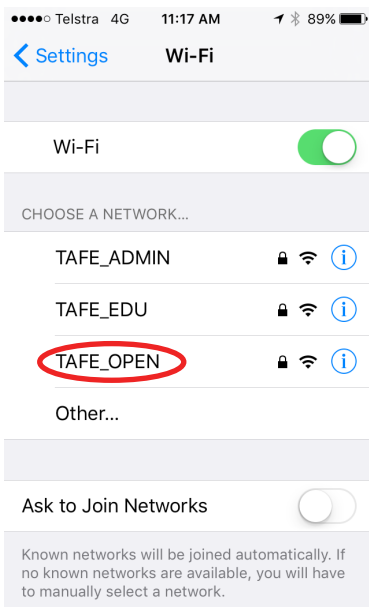 Telstra 4G 11:17 AM 89%
Settings Wi-Fi
Wi-Fi
CHOOSE A NETWORK...
TAFE_ADMIN
TAFE_EDU
TAFE_OPEN
Other...
Ask to Join Networks
Known networks will be joined automatically. If
no known networks are available, you will have
to manually select a network.